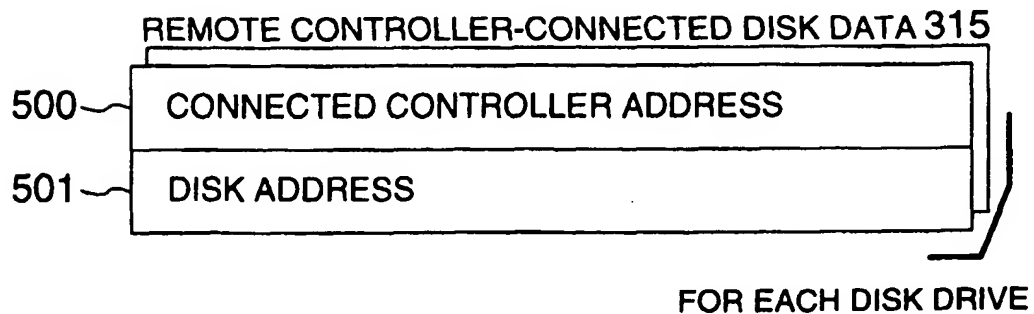 REMOTE CONTROLLER-CONNECTED DISK DATA 315
500 CONNECTED CONTROLLER ADDRESS
501 DISK ADDRESS
FOR EACH DISK DRIVE